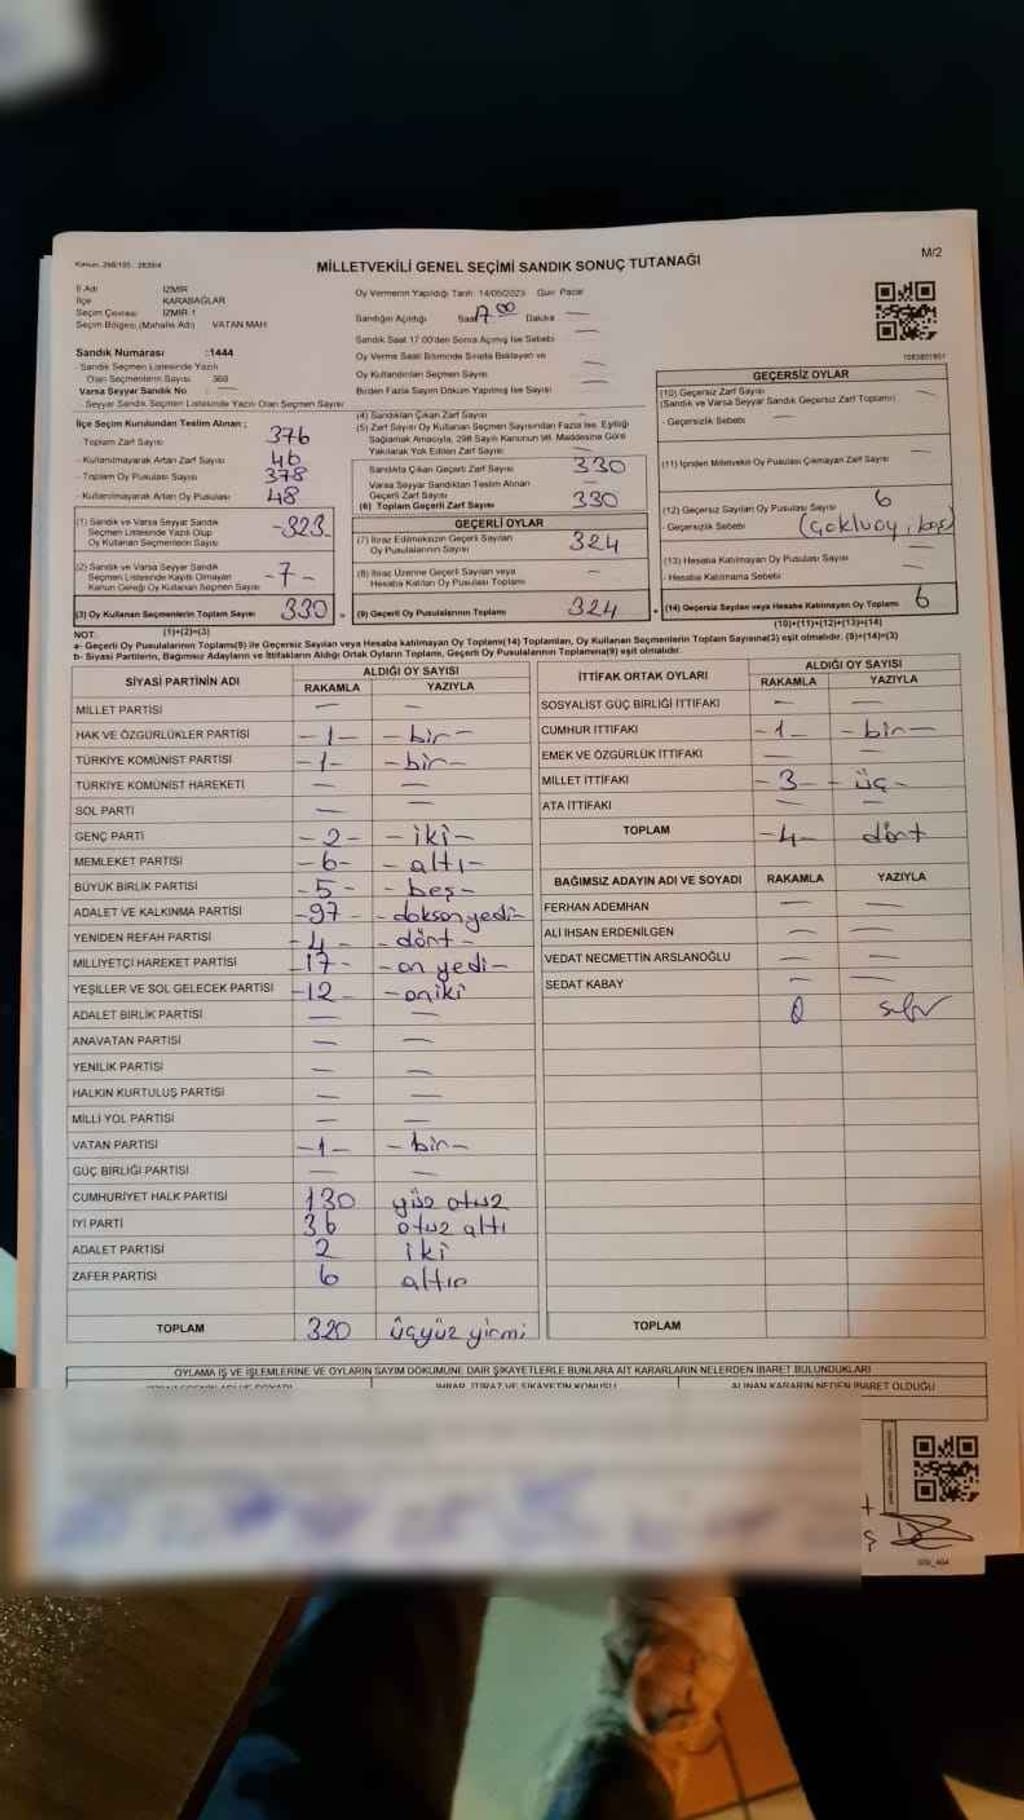 M/2
MİLLETVEKİLİ GENEL SEÇİMİ SANDIK SONUÇ TUTANAĞI
İl Adı İZMİR
İlçe KARABAĞLAR
Seçim Çevresi İZMİR 1
Seçim Bölgesi (Mahalle Adı) VATAN MAH
Sandık Numarası :1444
Sandık Seçmen Listesinde Yazılı
Olan Seçmenlerin Sayısı 369
Varsa Seyyar Sandık No
Seyyar Sandık Seçmen Listesinde Yazılı Olan Seçmen Sayısı
Oy Vermenin Yapıldığı Tarih: 14/05/2023 Gün: Pazar
Sandığın Açıldığı Saat 17.00 Dakika —
Sandık Saat 17:00'den Sonra Açılmış İse Sebebi —
Oy Verme Saati Bitiminde Sırada Bekleyen ve
Oy Kullandırılan Seçmen Sayısı —
Birden Fazla Sayım Döküm Yapılmış İse Sayısı —
İlçe Seçim Kurulundan Teslim Alınan ;
Toplam Zarf Sayısı 376
- Kullanılmayarak Artan Zarf Sayısı 46
- Toplam Oy Pusulası Sayısı 378
- Kullanılmayarak Artan Oy Pusulası 48
(1) Sandık ve Varsa Seyyar Sandık
Seçmen Listesinde Yazılı Olup
Oy Kullanan Seçmenlerin Sayısı -323-
(2) Sandık ve Varsa Seyyar Sandık
Seçmen Listesinde Kayıtlı Olmayan
Kanun Gereği Oy Kullanan Seçmen Sayısı -7-
(3) Oy Kullanan Seçmenlerin Toplam Sayısı 330
(1)+(2)=(3)
(4) Sandıktan Çıkan Zarf Sayısı —
(5) Zarf Sayısı Oy Kullanan Seçmen Sayısından Fazla İse, Eşitliği
Sağlamak Amacıyla, 298 Sayılı Kanunun 98. Maddesine Göre
Yakılarak Yok Edilen Zarf Sayısı —
Sandıkta Çıkan Geçerli Zarf Sayısı 330
Varsa Seyyar Sandıktan Teslim Alınan
Geçerli Zarf Sayısı —
(6) Toplam Geçerli Zarf Sayısı 330
GEÇERLİ OYLAR
(7) İtiraz Edilmeksizin Geçerli Sayılan
Oy Pusulalarının Sayısı 324
(8) İtiraz Üzerine Geçerli Sayılan veya
Hesaba Katılan Oy Pusulası Toplamı —
(9) Geçerli Oy Pusulalarının Toplamı 324
GEÇERSİZ OYLAR
(10) Geçersiz Zarf Sayısı
(Sandık ve Varsa Seyyar Sandık Geçersiz Zarf Toplamı) —
- Geçersizlik Sebebi —
(11) İçinden Milletvekili Oy Pusulası Çıkmayan Zarf Sayısı —
(12) Geçersiz Sayılan Oy Pusulası Sayısı 6
- Geçersizlik Sebebi (Çokluoy, boş)
(13) Hesaba Katılmayan Oy Pusulası Sayısı —
- Hesaba Katılmama Sebebi —
(14) Geçersiz Sayılan veya Hesaba Katılmayan Oy Toplamı 6
(10)+(11)+(12)+(13)=(14)
NOT:
a- Geçerli Oy Pusulalarının Toplamı(9) ile Geçersiz Sayılan veya Hesaba katılmayan Oy Toplamı(14) Toplamları, Oy Kullanan Seçmenlerin Toplam Sayısına(3) eşit olmalıdır. (9)+(14)=(3)
b- Siyasi Partilerin, Bağımsız Adayların ve İttifakların Aldığı Ortak Oyların Toplamı, Geçerli Oy Pusulalarının Toplamına(9) eşit olmalıdır.
SİYASİ PARTİNİN ADI ALDIĞI OY SAYISI
RAKAMLA YAZIYLA
MİLLET PARTİSİ — —
HAK VE ÖZGÜRLÜKLER PARTİSİ -1- -bir-
TÜRKİYE KOMÜNİST PARTİSİ -1- -bir-
TÜRKİYE KOMÜNİST HAREKETİ — —
SOL PARTİ — —
GENÇ PARTİ -2- -iki-
MEMLEKET PARTİSİ -6- -altı-
BÜYÜK BİRLİK PARTİSİ -5- -beş-
ADALET VE KALKINMA PARTİSİ -97- -doksanyedi-
YENİDEN REFAH PARTİSİ -4- -dört-
MİLLİYETÇİ HAREKET PARTİSİ -17- -on yedi-
YEŞİLLER VE SOL GELECEK PARTİSİ -12- -oniki
ADALET BİRLİK PARTİSİ — —
ANAVATAN PARTİSİ — —
YENİLİK PARTİSİ — —
HALKIN KURTULUŞ PARTİSİ — —
MİLLİ YOL PARTİSİ — —
VATAN PARTİSİ -1- -bir-
GÜÇ BİRLİĞİ PARTİSİ — —
CUMHURİYET HALK PARTİSİ 130 yüz otuz
İYİ PARTİ 36 otuz altı
ADALET PARTİSİ 2 iki
ZAFER PARTİSİ 6 altı
TOPLAM 320 üçyüz yirmi
İTTİFAK ORTAK OYLARI ALDIĞI OY SAYISI
RAKAMLA YAZIYLA
SOSYALİST GÜÇ BİRLİĞİ İTTİFAKI — —
CUMHUR İTTİFAKI -1- -bir-
EMEK VE ÖZGÜRLÜK İTTİFAKI — —
MİLLET İTTİFAKI -3- -üç-
ATA İTTİFAKI — —
TOPLAM -4- dört
BAĞIMSIZ ADAYIN ADI VE SOYADI RAKAMLA YAZIYLA
FERHAN ADEMHAN — —
ALİ İHSAN ERDENİLGEN — —
VEDAT NECMETTİN ARSLANOĞLU — —
SEDAT KABAY — —
0 sıfır
TOPLAM
OYLAMA İŞ VE İŞLEMLERİNE VE OYLARIN SAYIM DÖKÜMÜNE DAİR ŞİKAYETLERLE BUNLARA AİT KARARLARIN NELERDEN İBARET BULUNDUKLARI
İHBAR, İTİRAZ VE ŞİKAYETİN KONUSU ALINAN KARARIN NEDEN İBARET OLDUĞU